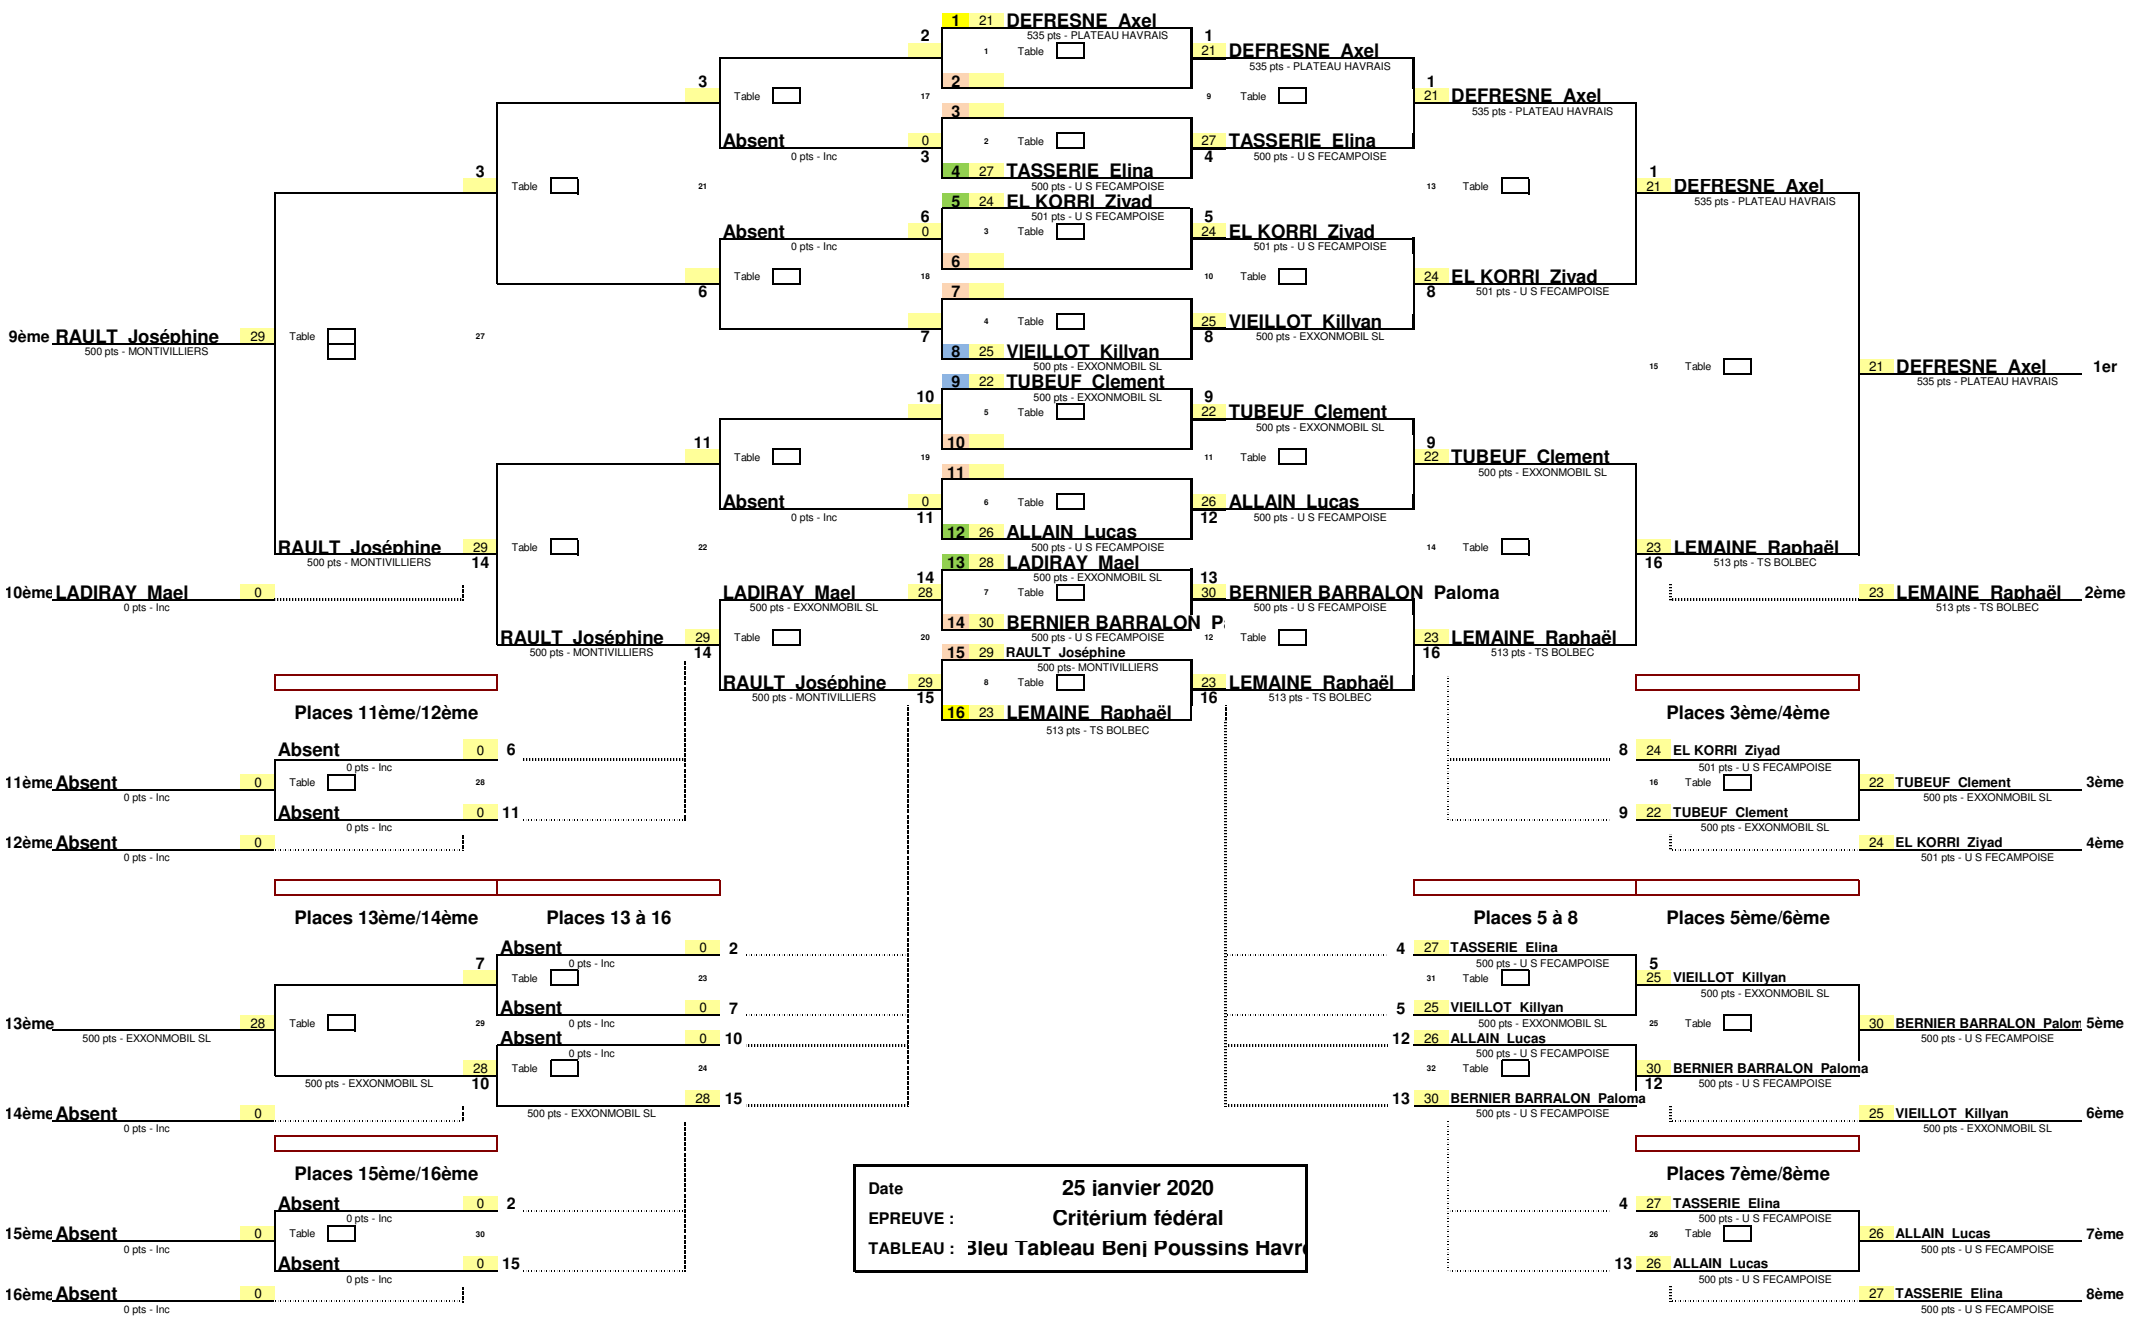 1 21 DEFRESNE Axel
2 535 pts - PLATEAU HAVRAIS 1
1 Table 21 DEFRESNE Axel
535 pts - PLATEAU HAVRAIS
3 2 1
Table 17 9 Table 21 DEFRESNE Axel
3 535 pts - PLATEAU HAVRAIS
Absent 0 2 Table 27 TASSERIE Elina
0 pts - Inc 3 4 500 pts - U S FECAMPOISE
3 4 27 TASSERIE Elina 1
Table 21 500 pts - U S FECAMPOISE 13 Table 21 DEFRESNE Axel
5 24 EL KORRI Ziyad 535 pts - PLATEAU HAVRAIS
6 501 pts - U S FECAMPOISE 5
Absent 0 3 Table 24 EL KORRI Ziyad
0 pts - Inc 501 pts - U S FECAMPOISE
6
Table 18 10 Table 24 EL KORRI Ziyad
6 7 8 501 pts - U S FECAMPOISE
4 Table 25 VIEILLOT Killyan
9ème RAULT Joséphine 29 Table 27 7 8 500 pts - EXXONMOBIL SL
500 pts - MONTIVILLIERS 8 25 VIEILLOT Killyan
500 pts - EXXONMOBIL SL 15 Table 21 DEFRESNE Axel 1er
9 22 TUBEUF Clement 535 pts - PLATEAU HAVRAIS
10 500 pts - EXXONMOBIL SL 9
5 Table 22 TUBEUF Clement
500 pts - EXXONMOBIL SL
11 10 9
Table 19 11 Table 22 TUBEUF Clement
11 500 pts - EXXONMOBIL SL
Absent 0 6 Table 26 ALLAIN Lucas
0 pts - Inc 11 12 500 pts - U S FECAMPOISE
12 26 ALLAIN Lucas
RAULT Joséphine 29 Table 22 500 pts - U S FECAMPOISE 14 Table 23 LEMAINE Raphaël
500 pts - MONTIVILLIERS 14 13 28 LADIRAY Mael 16 513 pts - TS BOLBEC
14 500 pts - EXXONMOBIL SL 13
10ème LADIRAY Mael 0 LADIRAY Mael 28 7 Table 30 BERNIER BARRALON Paloma 23 LEMAINE Raphaël 2ème
0 pts - Inc 500 pts - EXXONMOBIL SL 500 pts - U S FECAMPOISE 513 pts - TS BOLBEC
14 30 BERNIER BARRALON
RAULT Joséphine 29 Table 20 500 pts - U S FECAMPOISE 12 Table 23 LEMAINE Raphaël
500 pts - MONTIVILLIERS 14 15 29 RAULT Joséphine 16 513 pts - TS BOLBEC
500 pts- MONTIVILLIERS
RAULT Joséphine 29 8 Table 23 LEMAINE Raphaël
500 pts - MONTIVILLIERS 15 16 513 pts - TS BOLBEC
Places 11ème/12ème 16 23 LEMAINE Raphaël Places 3ème/4ème
513 pts - TS BOLBEC
Absent 0 6 8 24 EL KORRI Ziyad
0 pts - Inc 501 pts - U S FECAMPOISE
11ème Absent 0 Table 28 16 Table 22 TUBEUF Clement 3ème
0 pts - Inc 500 pts - EXXONMOBIL SL
Absent 0 11 9 22 TUBEUF Clement
0 pts - Inc 500 pts - EXXONMOBIL SL
12ème Absent 0 24 EL KORRI Ziyad 4ème
0 pts - Inc 501 pts - U S FECAMPOISE
Places 13ème/14ème Places 13 à 16 Places 5 à 8 Places 5ème/6ème
Absent 0 2 4 27 TASSERIE Elina
7 0 pts - Inc 500 pts - U S FECAMPOISE 5
Table 23 31 Table 25 VIEILLOT Killyan
500 pts - EXXONMOBIL SL
Absent 0 7 5 25 VIEILLOT Killyan
13ème 28 Table 29 0 pts - Inc 500 pts - EXXONMOBIL SL 25 Table 30 BERNIER BARRALON Palom 5ème
500 pts - EXXONMOBIL SL Absent 0 10 12 26 ALLAIN Lucas 500 pts - U S FECAMPOISE
0 pts - Inc 500 pts - U S FECAMPOISE
28 Table 24 32 Table 30 BERNIER BARRALON Paloma
500 pts - EXXONMOBIL SL 10 12 500 pts - U S FECAMPOISE
28 15 13 30 BERNIER BARRALON Paloma
14ème Absent 0 500 pts - EXXONMOBIL SL 500 pts - U S FECAMPOISE 25 VIEILLOT Killyan 6ème
0 pts - Inc 500 pts - EXXONMOBIL SL
Places 15ème/16ème Places 7ème/8ème
Date 25 janvier 2020
Absent 0 2 4 27 TASSERIE Elina
0 pts - Inc EPREUVE : Critérium fédéral 500 pts - U S FECAMPOISE
15ème Absent 0 Table 30 26 Table 26 ALLAIN Lucas 7ème
0 pts - Inc TABLEAU : Bleu Tableau Benj Poussins Havre 500 pts - U S FECAMPOISE
Absent 0 15 13 26 ALLAIN Lucas
0 pts - Inc 500 pts - U S FECAMPOISE
16ème Absent 0 27 TASSERIE Elina 8ème
0 pts - Inc 500 pts - U S FECAMPOISE